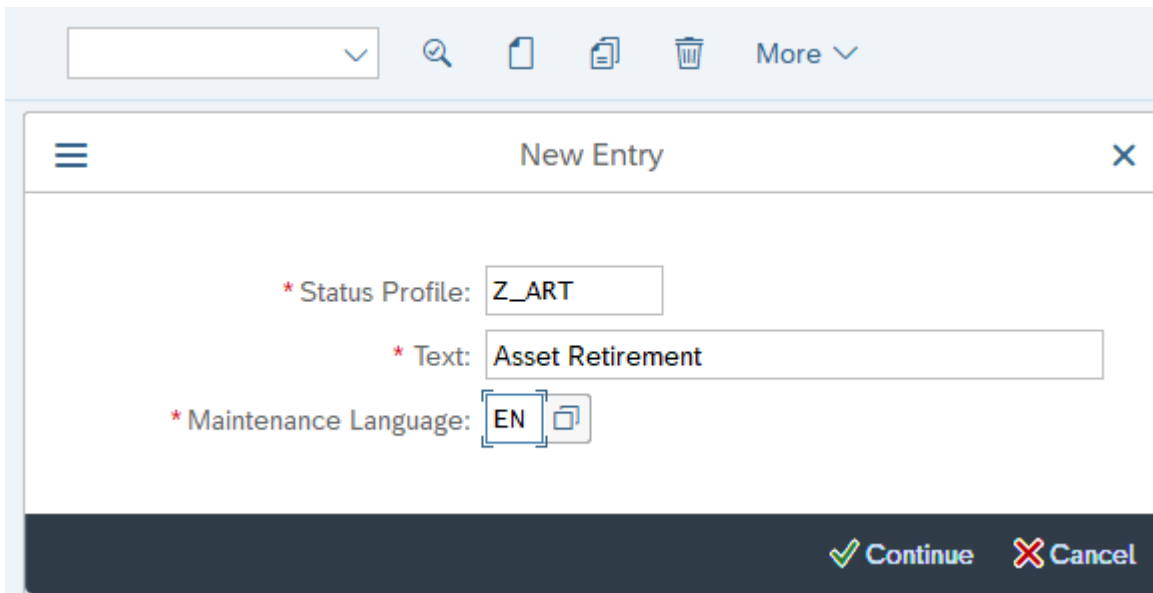 More
New Entry
* Status Profile: Z_ART
* Text: Asset Retirement
* Maintenance Language: EN
Continue Cancel